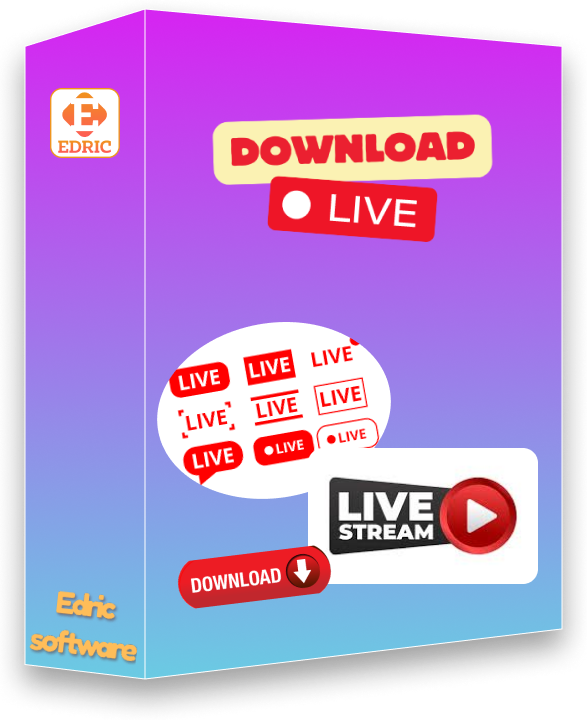 E
EDRIC
DOWNLOAD
LIVE
LIVE LIVE LIVE
LIVE LIVE LIVE
LIVE LIVE LIVE
LIVE
STREAM
DOWNLOAD
Edric
software